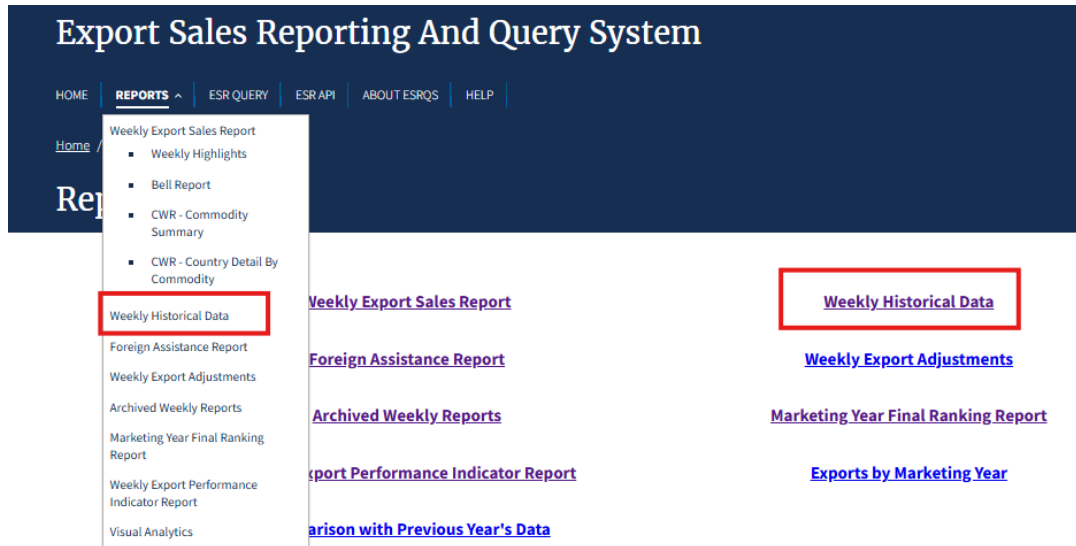 Export Sales Reporting And Query System
HOME REPORTS ESR QUERY ESR API ABOUT ESRQS HELP
Home /
Rep
Weekly Export Sales Report
Weekly Highlights
Bell Report
CWR - Commodity
Summary
CWR - Country Detail By
Commodity
Weekly Historical Data
Foreign Assistance Report
Weekly Export Adjustments
Archived Weekly Reports
Marketing Year Final Ranking
Report
Weekly Export Performance
Indicator Report
Visual Analytics
Weekly Export Sales Report
Weekly Historical Data
Foreign Assistance Report
Weekly Export Adjustments
Archived Weekly Reports
Marketing Year Final Ranking Report
xport Performance Indicator Report
Exports by Marketing Year
arison with Previous Year's Data